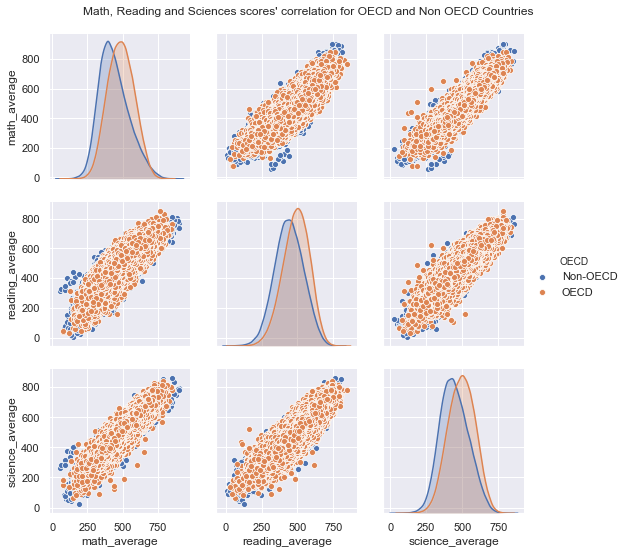 Math, Reading and Sciences scores' correlation for OECD and Non OECD Countries
800
600
400
200
0
math_average
800
600
400
200
0
reading_average
OECD
Non-OECD
OECD
800
600
400
200
0
science_average
0 250 500 750
0 250 500 750
0 250 500 750
math_average
reading_average
science_average